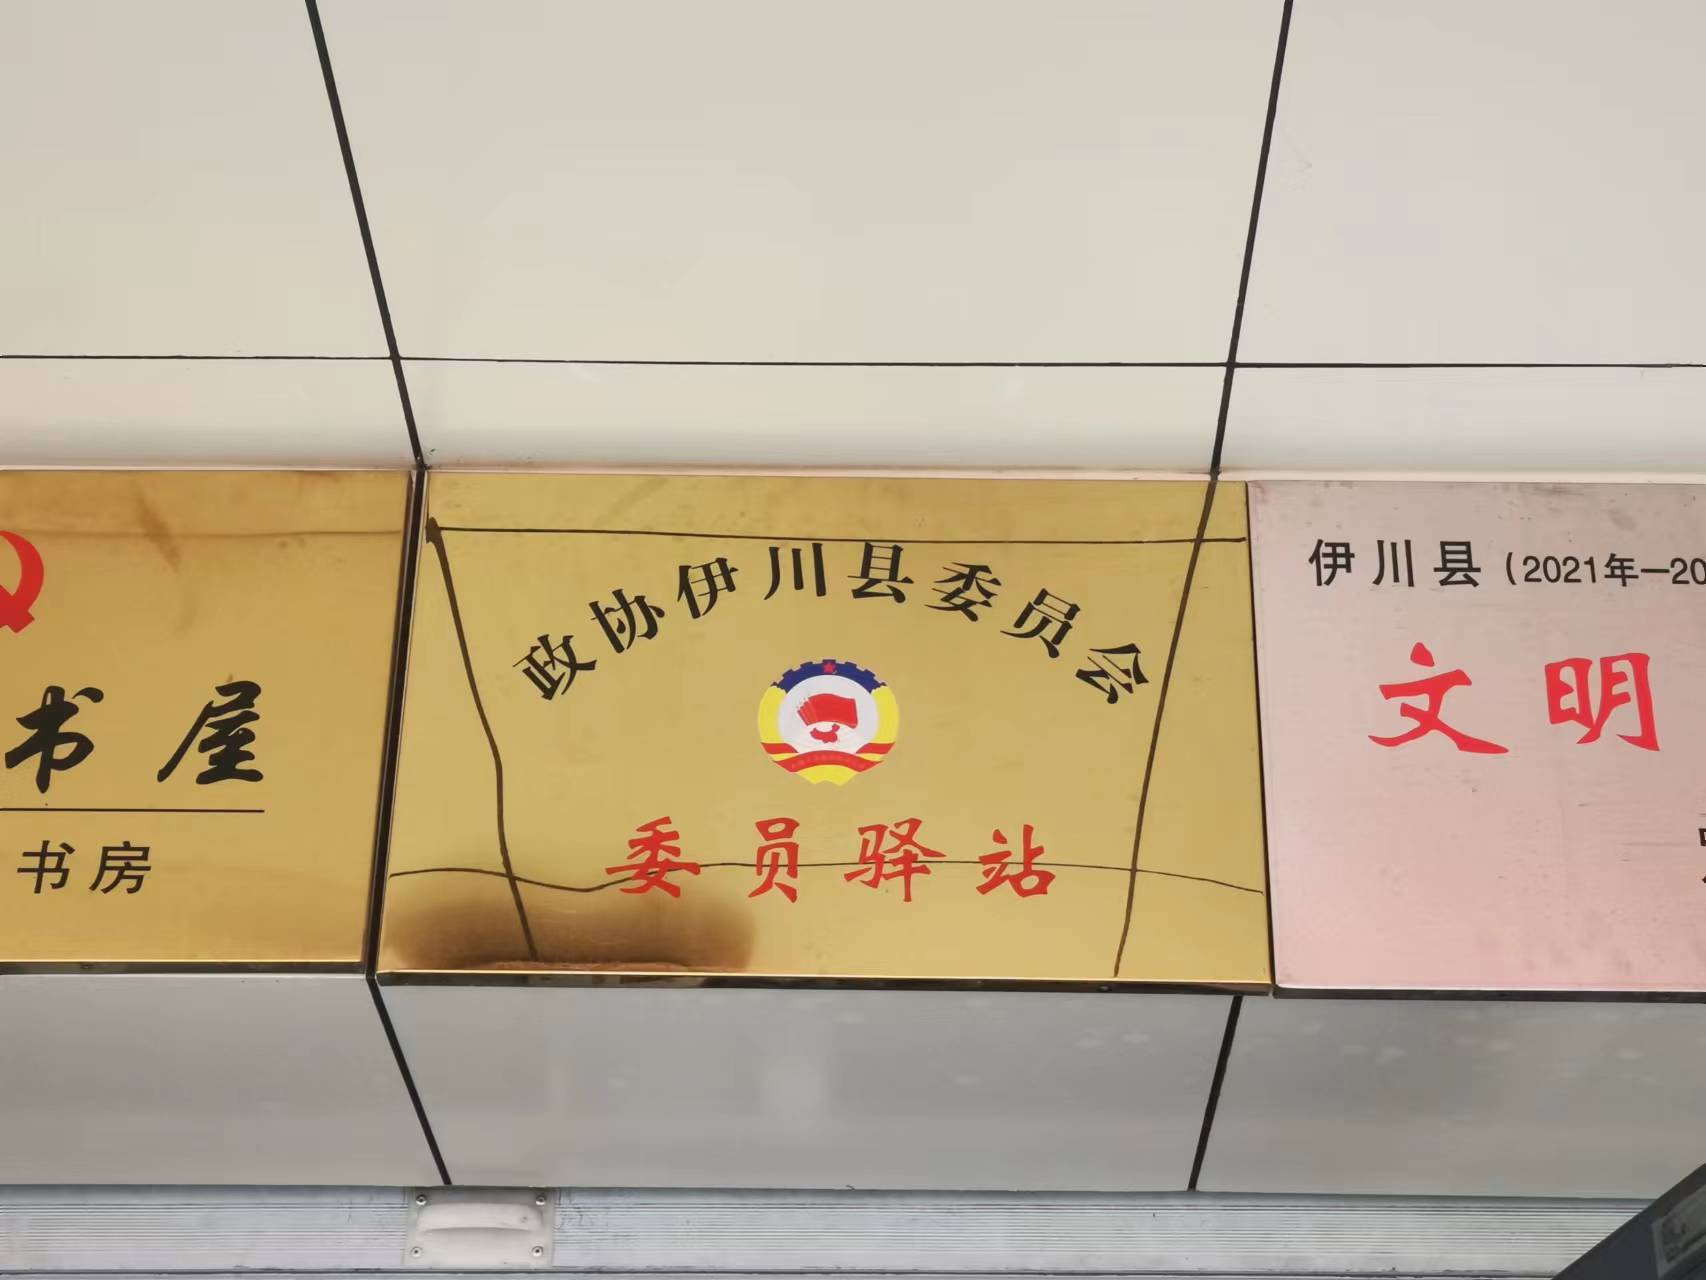 书屋
书房
政协伊川县委员会
委员驿站
伊川县（2021年—20
文明